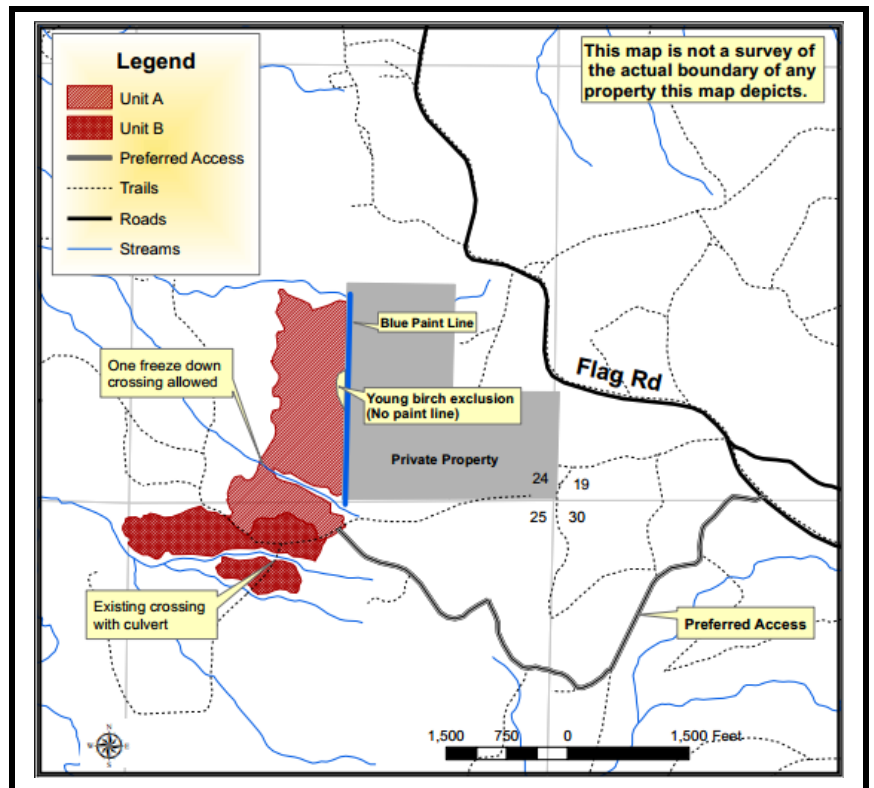 Legend
Unit A
Unit B
Preferred Access
Trails
Roads
Streams
This map is not a survey of
the actual boundary of any
property this map depicts.
Blue Paint Line
One freeze down
crossing allowed
Flag Rd
Young birch exclusion
(No paint line)
Private Property
24
19
25
30
Existing crossing
with culvert
Preferred Access
N
W
E
S
1,500 750 0 1,500 Feet